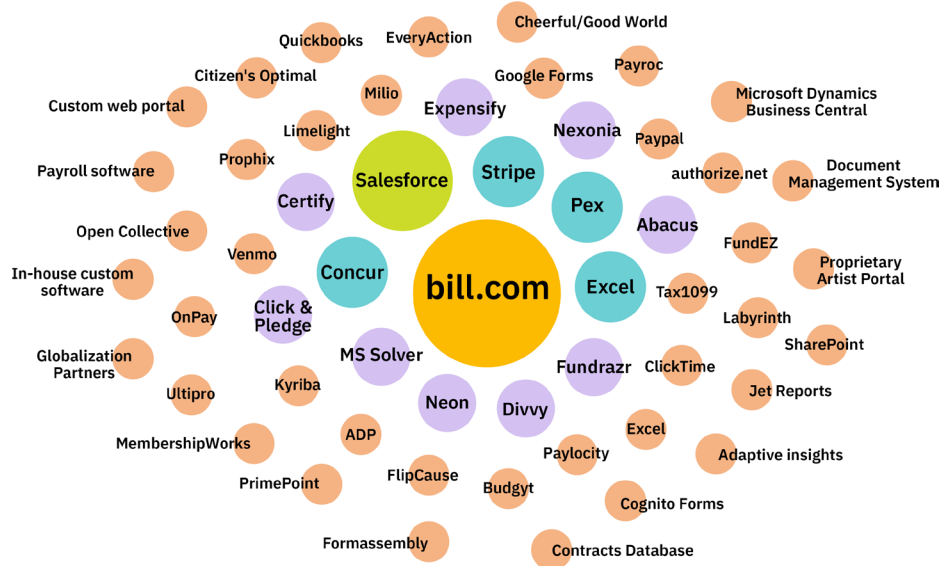 Cheerful/Good World
Quickbooks
EveryAction
Citizen's Optimal
Google Forms
Payroc
Milio
Microsoft Dynamics
Business Central
Custom web portal
Expensify
Limelight
Nexonia
Paypal
Prophix
Payroll software
Salesforce
Stripe
authorize.net
Document
Management System
Certify
Pex
Abacus
Open Collective
FundEZ
Venmo
Proprietary
Artist Portal
In-house custom
software
Concur
bill.com
Excel
Tax1099
OnPay
Click &
Pledge
Labyrinth
SharePoint
Globalization
Partners
MS Solver
Fundrazr
ClickTime
Ultipro
Kyriba
Jet Reports
Neon
Divvy
MembershipWorks
ADP
Excel
Paylocity
Adaptive insights
PrimePoint
FlipCause
Budgyt
Cognito Forms
Formassembly
Contracts Database